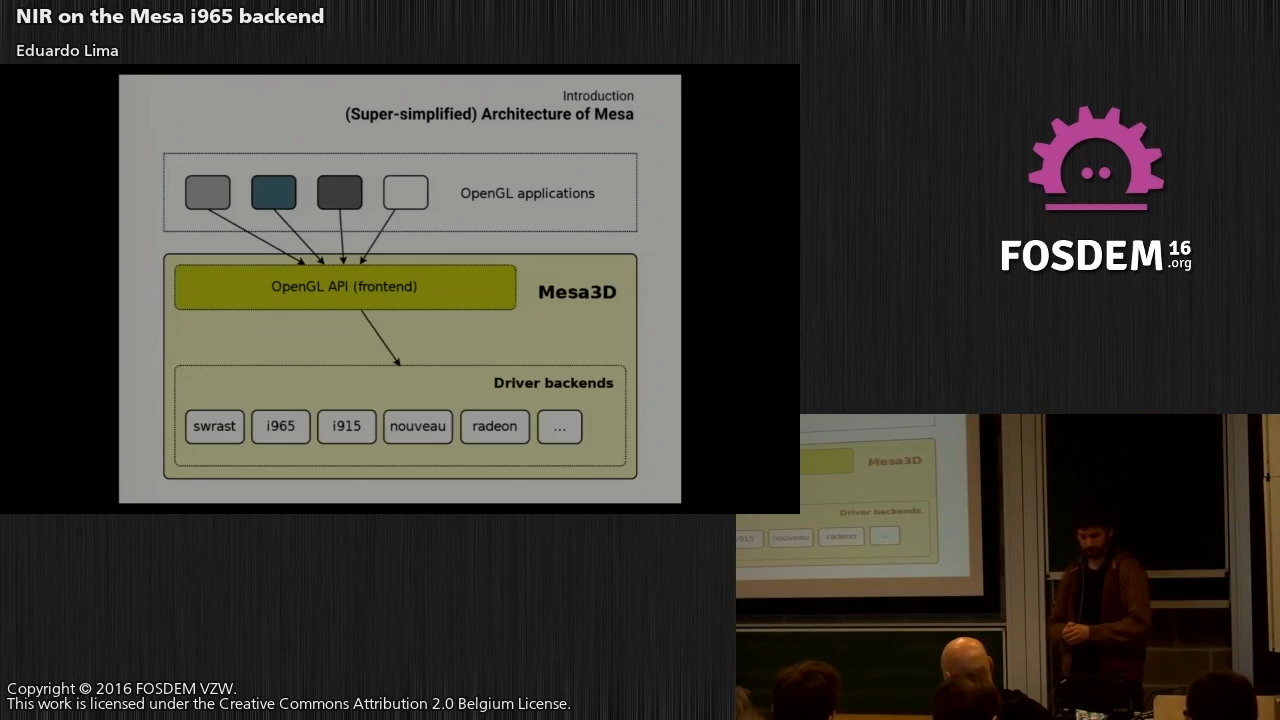 NIR on the Mesa i965 backend
Eduardo Lima
Introduction
(Super-simplified) Architecture of Mesa
OpenGL applications
OpenGL API (frontend)
Mesa3D
Driver backends
swrast i965 i915 nouveau radeon ...
FOSDEM 16 .org
Mesa3D
Driver backends
i915 nouveau radeon ...
Copyright © 2016 FOSDEM VZW.
This work is licensed under the Creative Commons Attribution 2.0 Belgium License.